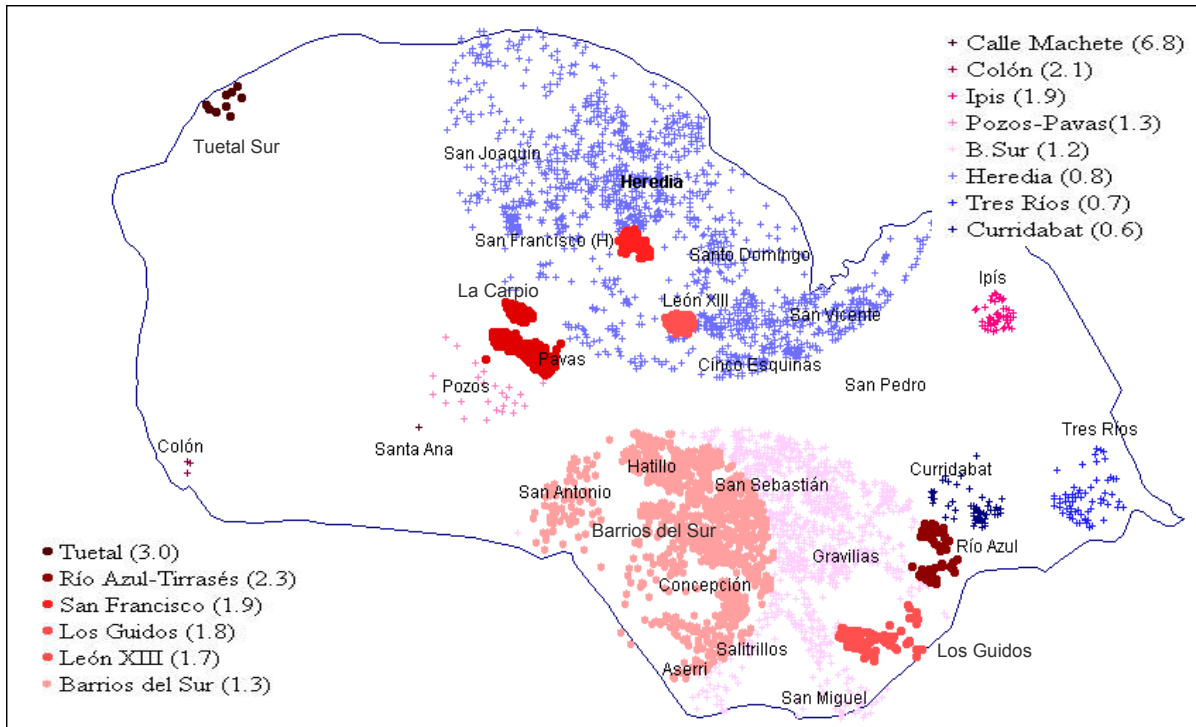 Calle Machete (6.8)
Colón (2.1)
Ipis (1.9)
Pozos-Pavas(1.3)
B.Sur (1.2)
Heredia (0.8)
Tres Ríos (0.7)
Curridabat (0.6)
Tuetal Sur
San Joaquín
Heredia
San Francisco (H)
Santo Domingo
Ipís
La Carpio
León XIII
San Vicente
Pavas
Cinco Esquinas
Pozos
San Pedro
Colón
Santa Ana
Tres Ríos
Hatillo
Curridabat
San Antonio
San Sebastián
Barrios del Sur
Río Azul
Gravilias
Concepción
Salitrillos
Los Guidos
Aserri
San Miguel
Tuetal (3.0)
Río Azul-Tirrasés (2.3)
San Francisco (1.9)
Los Guidos (1.8)
León XIII (1.7)
Barrios del Sur (1.3)